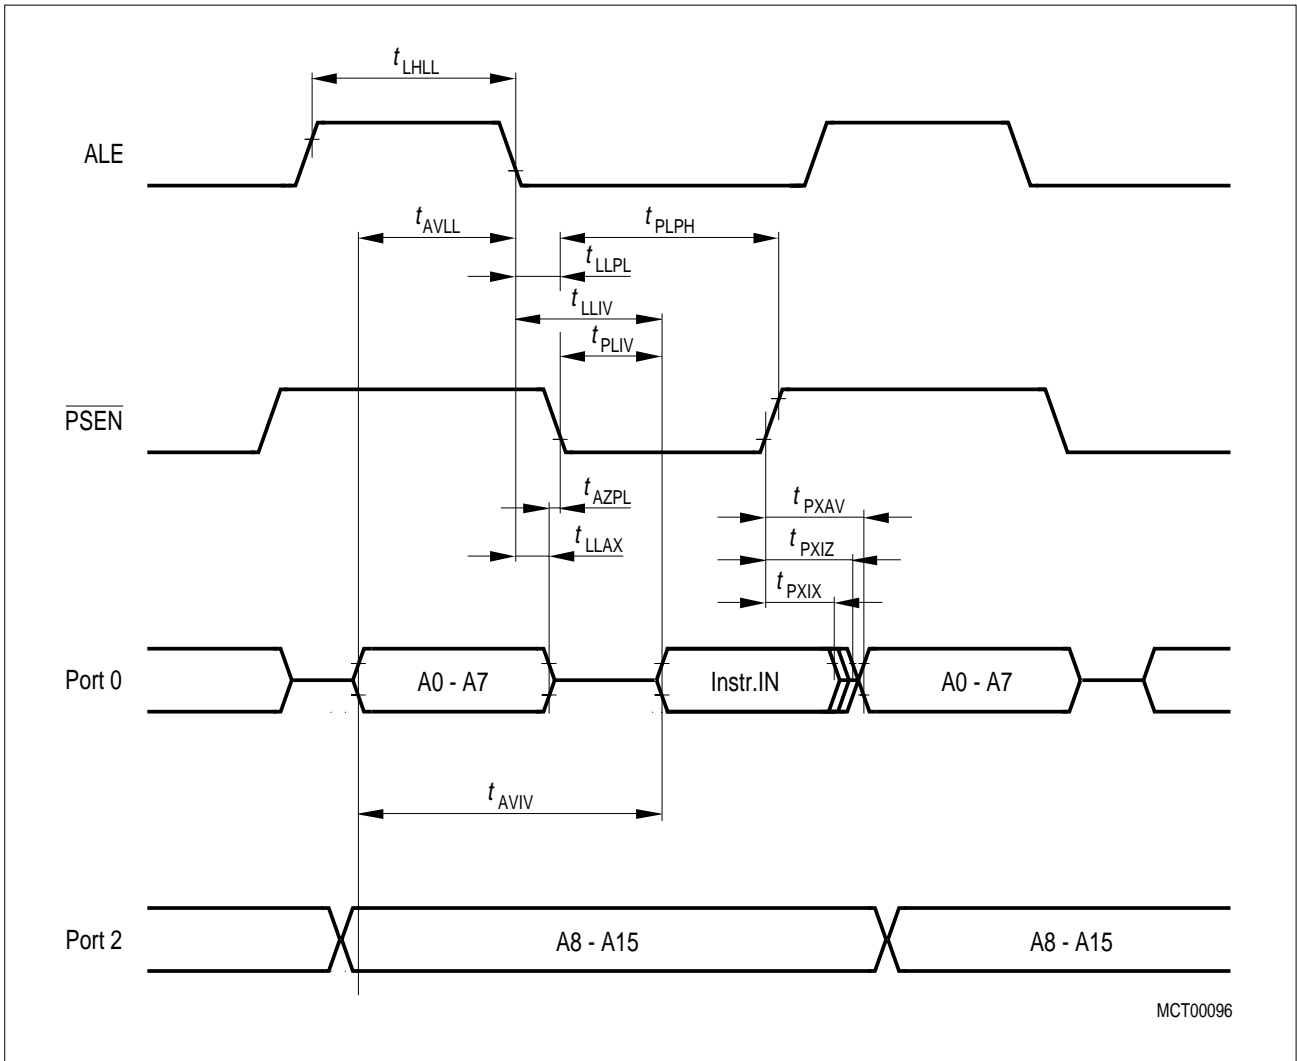 tLHLL
ALE
tAVLL
tPLPH
tLLPL
tLLIV
tPLIV
PSEN
tAZPL
tPXAV
tLLAX
tPXIZ
tPXIX
Port 0
A0 - A7
Instr.IN
A0 - A7
tAVIV
Port 2
A8 - A15
A8 - A15
MCT00096